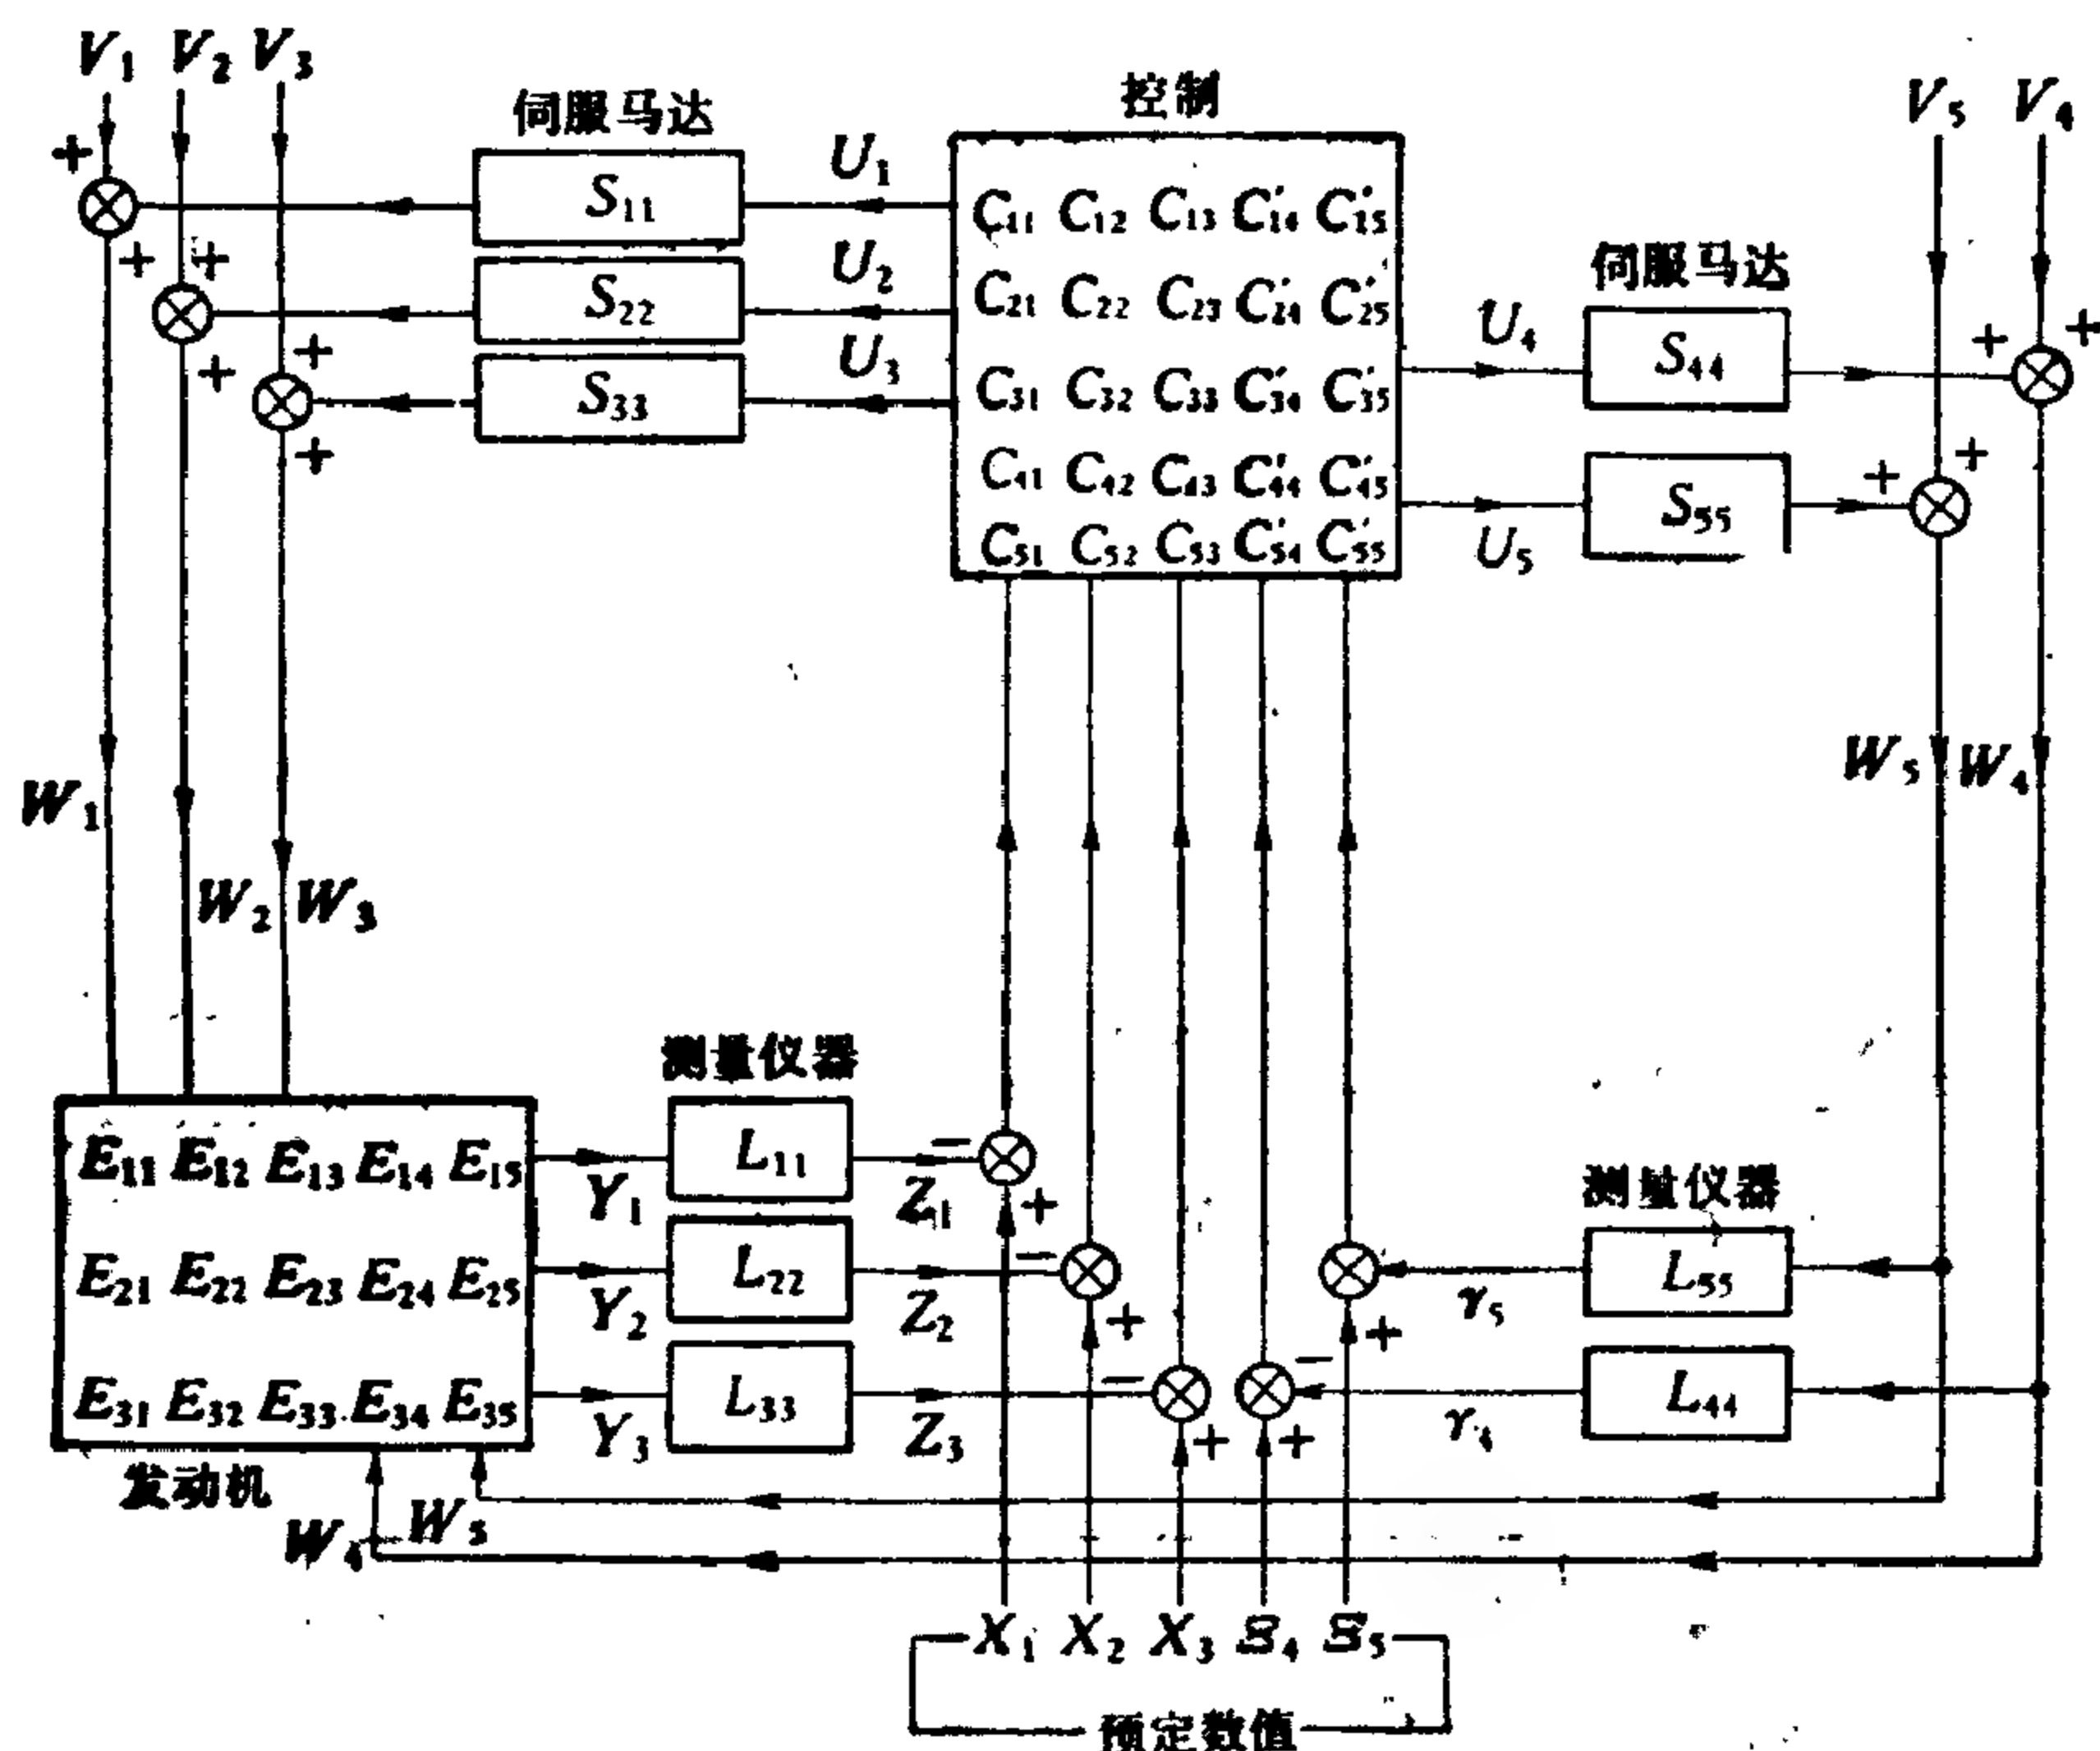 V₁ V₂ V₃
伺服马达
控制
V₅ V₄
S₁₁
U₁
S₂₂
U₂
S₃₃
U₃
C₁₁ C₁₂ C₁₃ C′₁₄ C′₁₅
C₂₁ C₂₂ C₂₃ C′₂₄ C′₂₅
C₃₁ C₃₂ C₃₃ C′₃₄ C′₃₅
C₄₁ C₄₂ C₄₃ C′₄₄ C′₄₅
C₅₁ C₅₂ C₅₃ C′₅₄ C′₅₅
伺服马达
U₄
S₄₄
U₅
S₅₅
W₁
W₂ W₃
W₅ W₄
测量仪器
E₁₁ E₁₂ E₁₃ E₁₄ E₁₅
E₂₁ E₂₂ E₂₃ E₂₄ E₂₅
E₃₁ E₃₂ E₃₃ E₃₄ E₃₅
发动机
Y₁
L₁₁
Z₁
Y₂
L₂₂
Z₂
Y₃
L₃₃
Z₃
测量仪器
L₅₅
γ₅
L₄₄
γ₄
W₄ W₅
X₁ X₂ X₃ Ξ₄ Ξ₅
预定数值